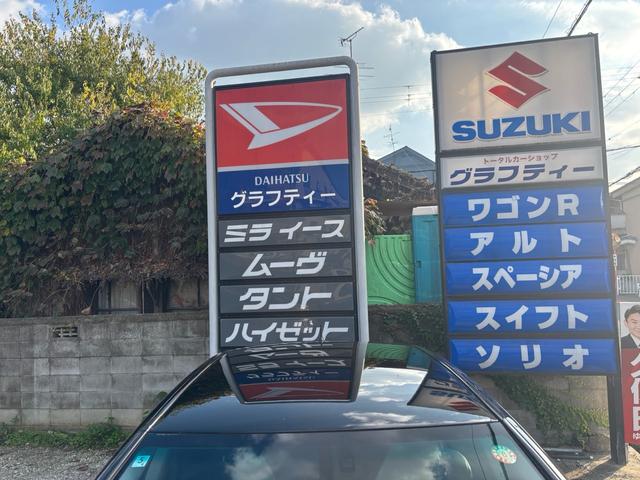 DAIHATSU
グラフティー
ミラ イース
ムーヴ
タント
ハイゼット
SUZUKI
トータルカーショップ
グラフティー
ワゴンR
アルト
スペーシア
スイフト
ソリオ